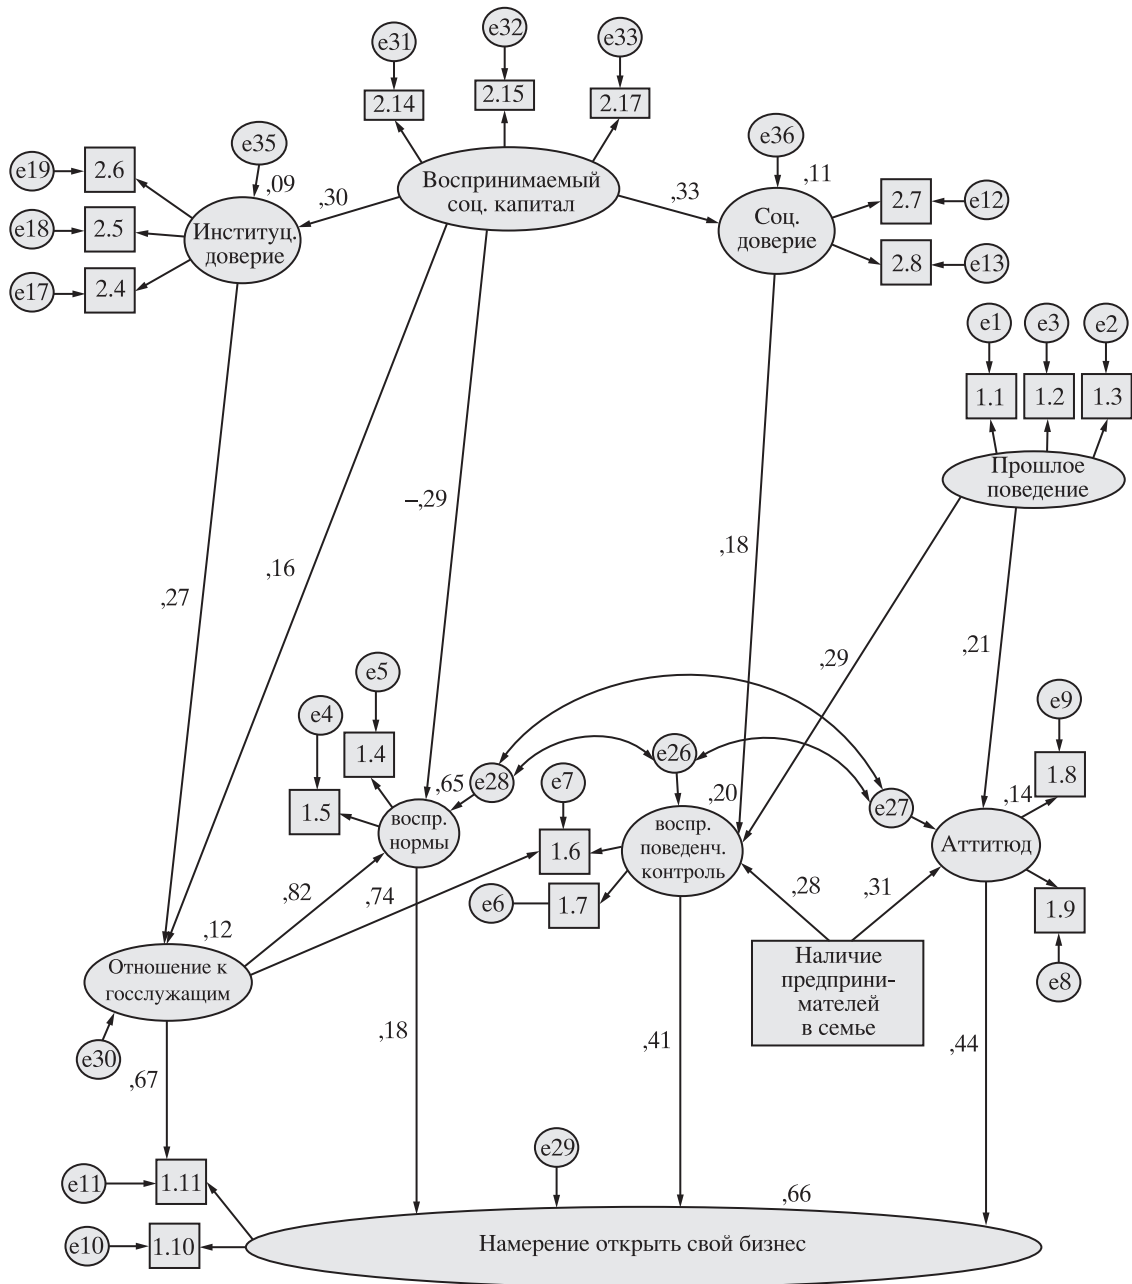 e31
e32
e33
2.14
2.15
2.17
e35
e36
e19
2.6
,09
Воспринимаемый
соц. капитал
,30
,33
,11
2.7
e12
e18
2.5
Институц.
доверие
Соц.
доверие
e17
2.4
2.8
e13
e1
e3
e2
1.1
1.2
1.3
Прошлое
поведение
–,29
,18
,16
,27
,29
,21
e5
e4
e9
1.4
e28
e26
1.8
,65
e7
,20
e27
,14
1.5
воспр.
нормы
1.6
воспр.
поведенч.
контроль
Аттитюд
,82
,74
e6
1.7
,28
,31
1.9
,12
Отношение к
госслужащим
Наличие
предприни-
мателей
в семье
e8
e30
,67
,18
,41
,44
e29
e11
1.11
,66
e10
1.10
Намерение открыть свой бизнес